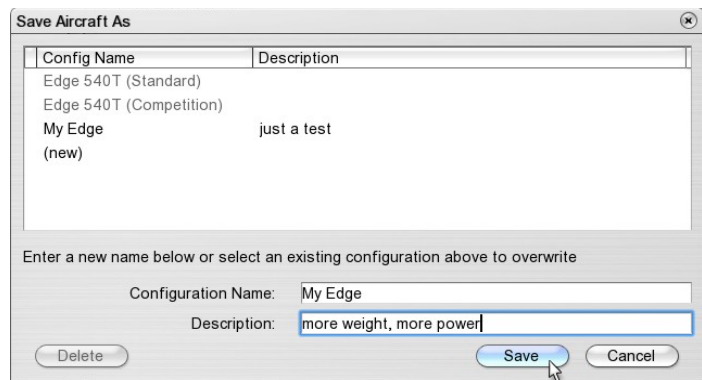 Save Aircraft As
Config Name Description
Edge 540T (Standard)
Edge 540T (Competition)
My Edge just a test
(new)
Enter a new name below or select an existing configuration above to overwrite
Configuration Name: My Edge
Description: more weight, more power
Delete Save Cancel